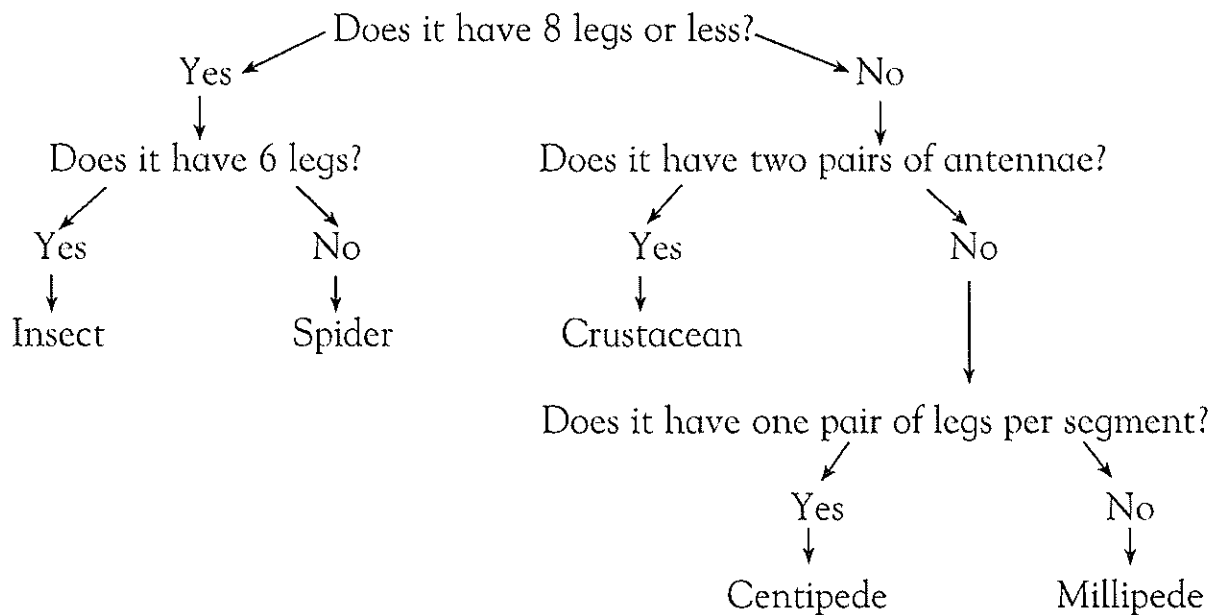 Does it have 8 legs or less?
Yes
No
Does it have 6 legs?
Does it have two pairs of antennae?
Yes
No
Yes
No
Insect
Spider
Crustacean
Does it have one pair of legs per segment?
Yes
No
Centipede
Millipede